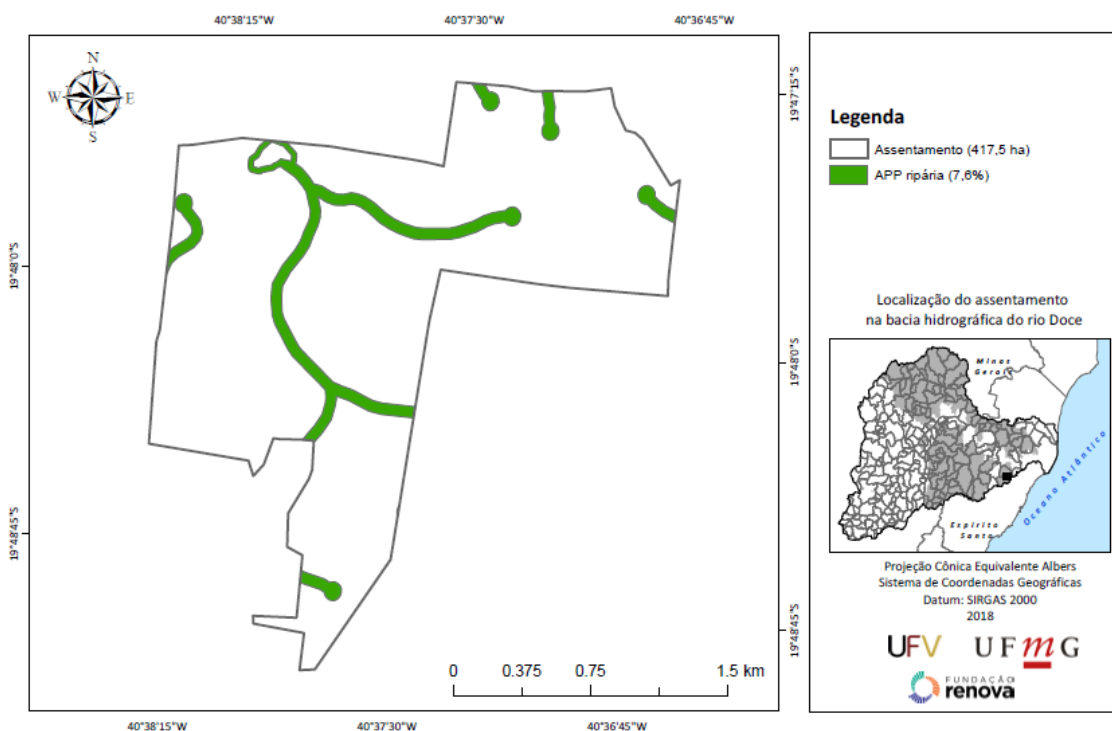 40°38'15"W
40°37'30"W
40°36'45"W
N
W
E
S
19°48'0"S
19°48'45"S
19°47'15"S
19°48'0"S
19°48'45"S
0
0.375
0.75
1.5 km
40°38'15"W
40°37'30"W
40°36'45"W
Legenda
Assentamento (417,5 ha)
APP ripária (7,6%)
Localização do assentamento
na bacia hidrográfica do rio Doce
Minas
Gerais
Oceano Atlântico
Espírito
Santo
Projeção Cônica Equivalente Albers
Sistema de Coordenadas Geográficas
Datum: SIRGAS 2000
2018
UFV
UFmG
FUNDAÇÃO
renova